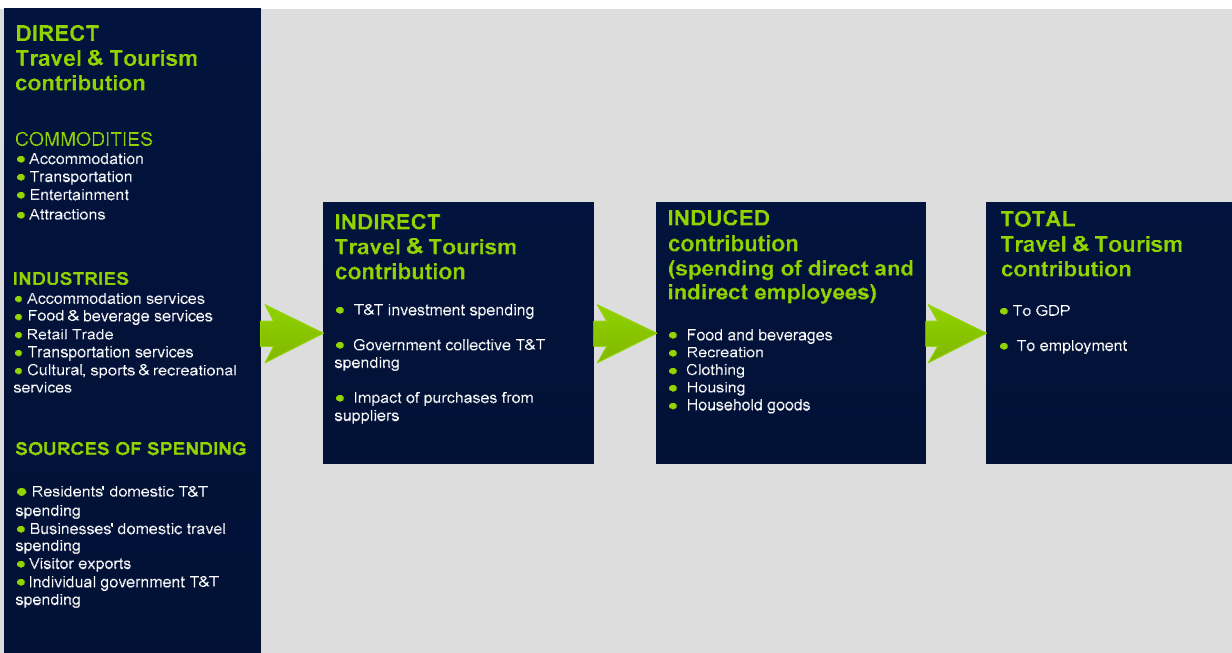 DIRECT
Travel & Tourism
contribution
COMMODITIES
• Accommodation
• Transportation
• Entertainment
• Attractions
INDUSTRIES
• Accommodation services
• Food & beverage services
• Retail Trade
• Transportation services
• Cultural, sports & recreational
services
SOURCES OF SPENDING
• Residents' domestic T&T
spending
• Businesses' domestic travel
spending
• Visitor exports
• Individual government T&T
spending
INDIRECT
Travel & Tourism
contribution
• T&T investment spending
• Government collective T&T
spending
• Impact of purchases from
suppliers
INDUCED
contribution
(spending of direct and
indirect employees)
• Food and beverages
• Recreation
• Clothing
• Housing
• Household goods
TOTAL
Travel & Tourism
contribution
• To GDP
• To employment